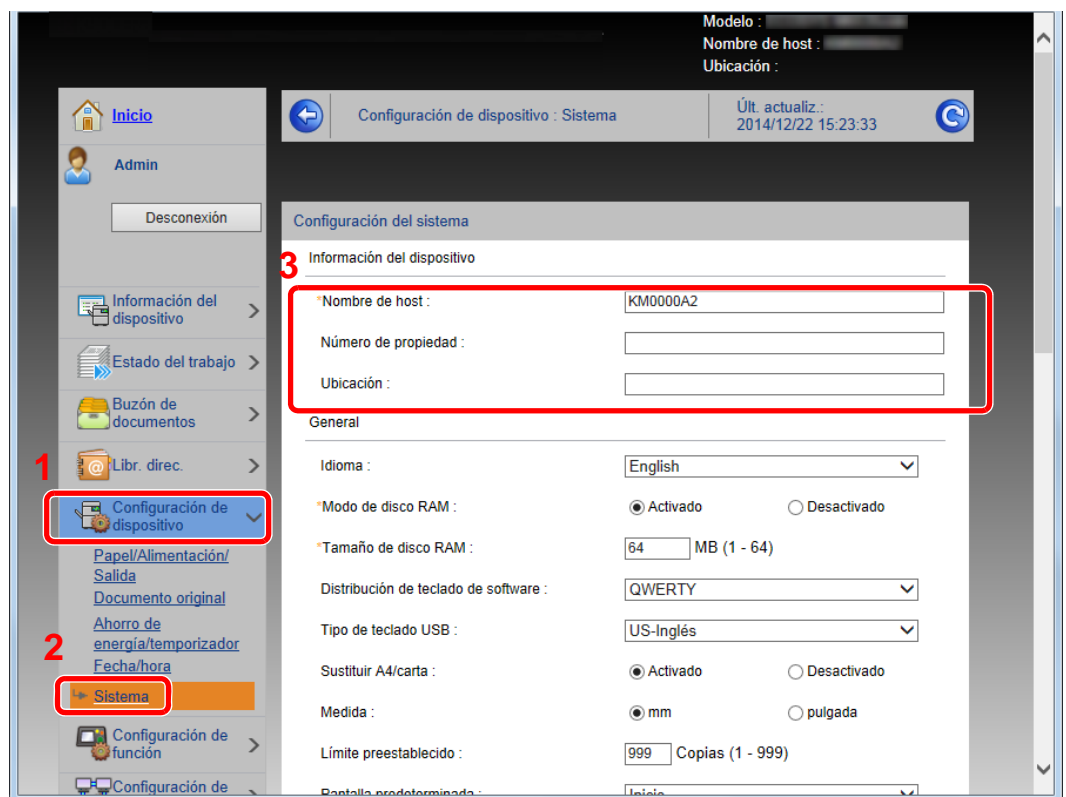 Modelo :
Nombre de host :
Ubicación :
Inicio
Admin
Desconexión
Información del
dispositivo
Estado del trabajo
Buzón de
documentos
1
Libr. direc.
Configuración de
dispositivo
Papel/Alimentación/
Salida
Documento original
Ahorro de
energía/temporizador
2
Fecha/hora
Sistema
Configuración de
función
Configuración de
Configuración de dispositivo : Sistema
Últ. actualiz.:
2014/12/22 15:23:33
Configuración del sistema
3
Información del dispositivo
*Nombre de host : KM0000A2
Número de propiedad :
Ubicación :
General
Idioma : English
*Modo de disco RAM : Activado Desactivado
*Tamaño de disco RAM : 64 MB (1 - 64)
Distribución de teclado de software : QWERTY
Tipo de teclado USB : US-Inglés
Sustituir A4/carta : Activado Desactivado
Medida : mm pulgada
Límite preestablecido : 999 Copias (1 - 999)
Pantalla predeterminada : Inicio